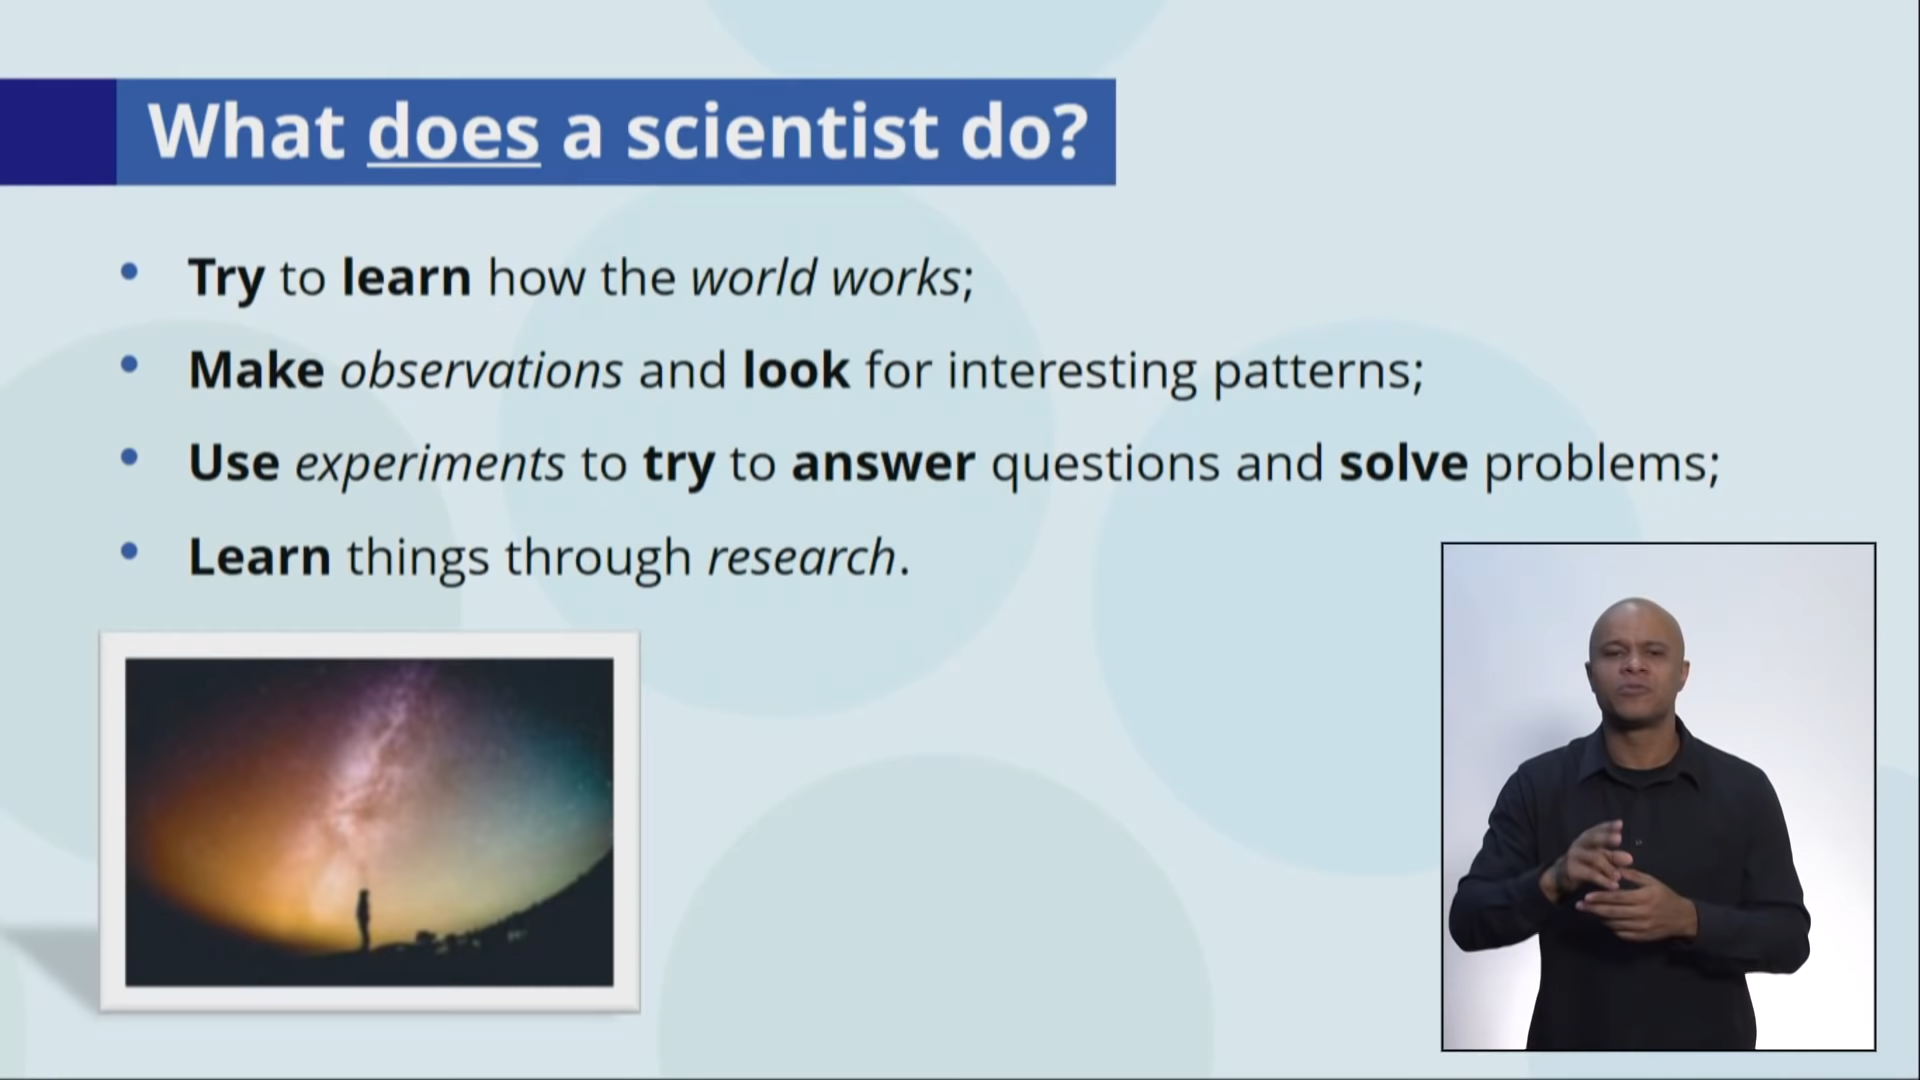 What does a scientist do?
• Try to learn how the world works;
• Make observations and look for interesting patterns;
• Use experiments to try to answer questions and solve problems;
• Learn things through research.